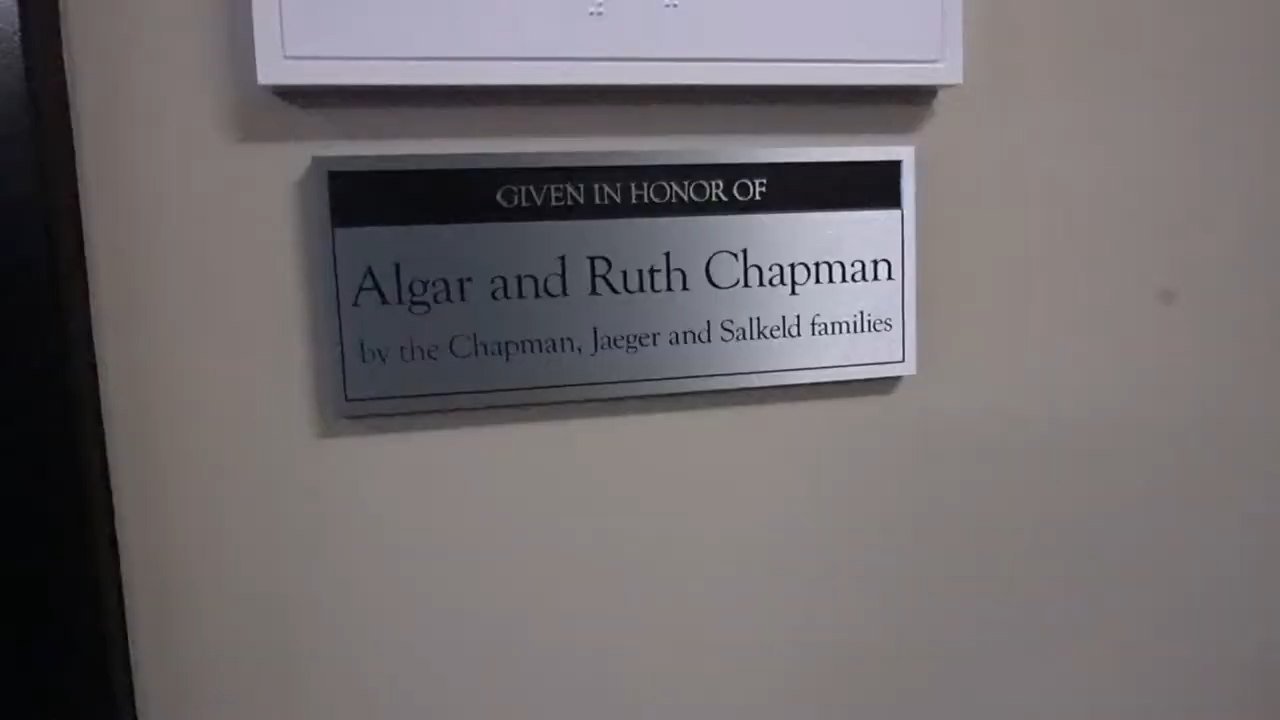 GIVEN IN HONOR OF
Algar and Ruth Chapman
by the Chapman, Jaeger and Salkeld families